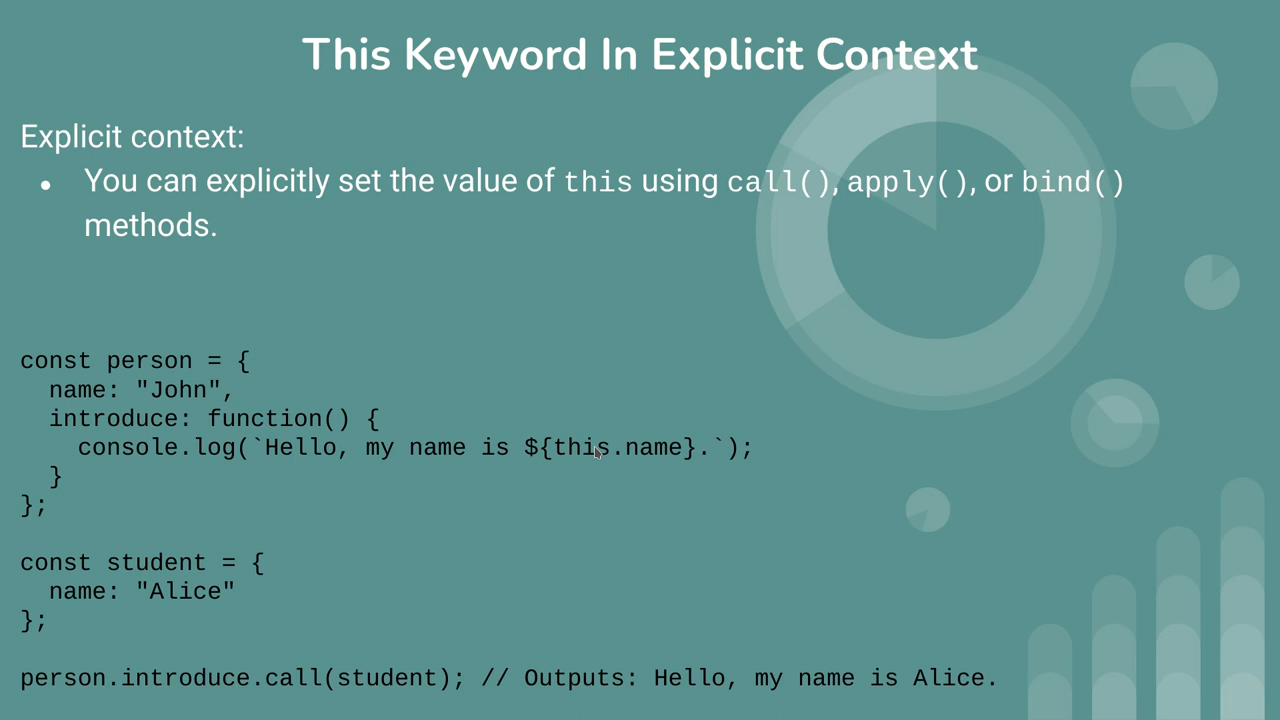 This Keyword In Explicit Context
Explicit context:
● You can explicitly set the value of this using call(), apply(), or bind()
methods.
const person = {
  name: "John",
  introduce: function() {
    console.log(`Hello, my name is ${this.name}.`);
  }
};
const student = {
  name: "Alice"
};
person.introduce.call(student); // Outputs: Hello, my name is Alice.